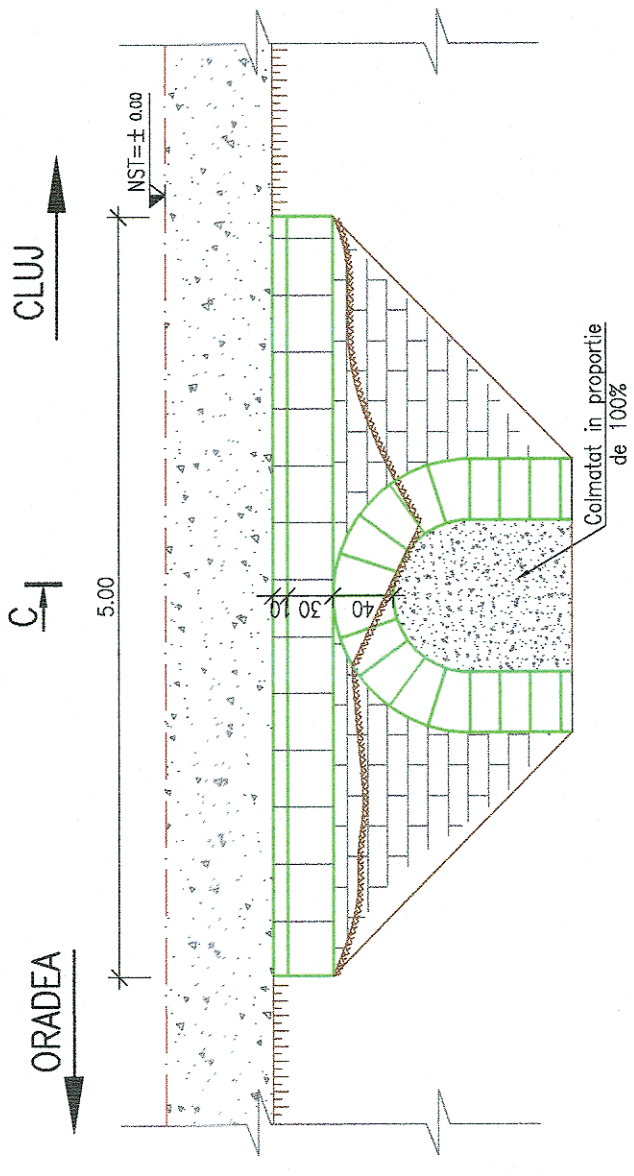 ORADEA
C
CLUJ
5.00
NST=± 0.00
10
30
40
Colmatat in proportie
de 100%